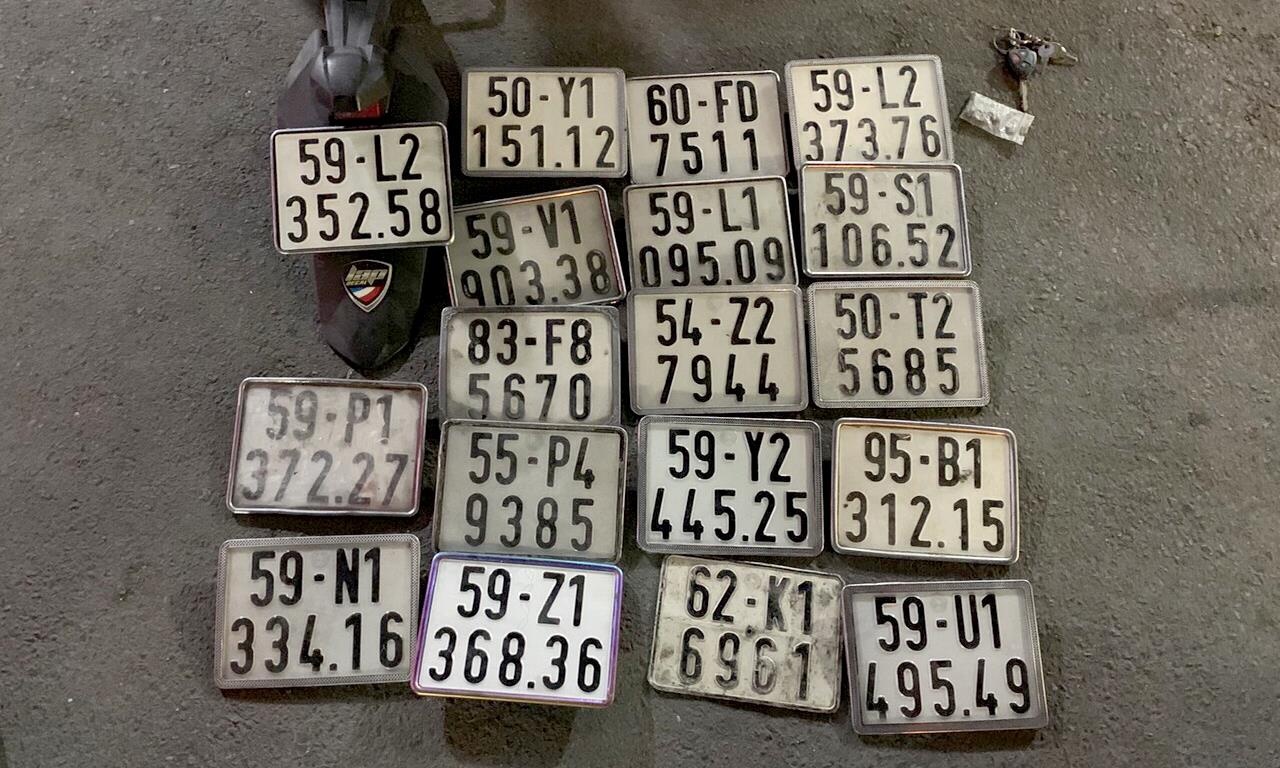 50-Y1
151.12
60-FD
7511
59-L2
373.76
59-L2
352.58
59-V1
903.38
59-L1
095.09
59-S1
106.52
83-F8
5670
54-Z2
7944
50-T2
5685
59-P1
372.27
55-P4
9385
59-Y2
445.25
95-B1
312.15
59-N1
334.16
59-Z1
368.36
62-K1
6961
59-U1
495.49